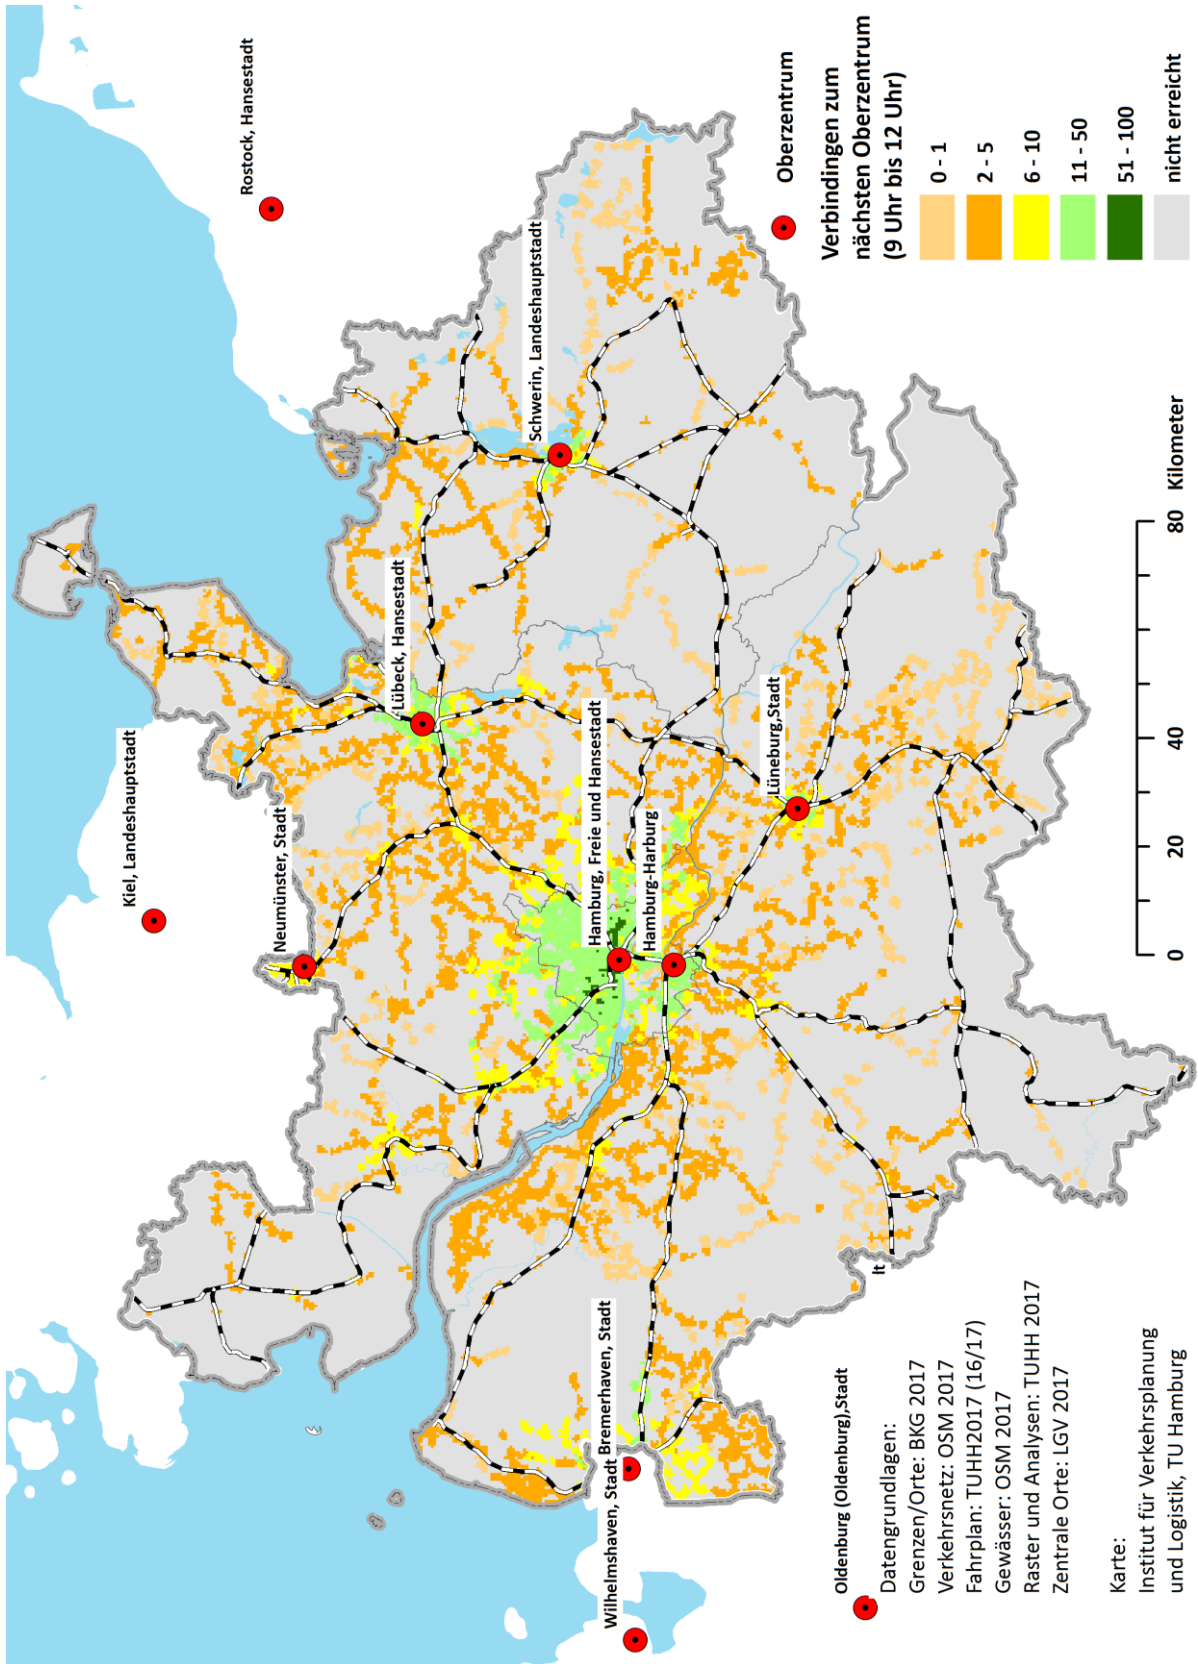 Kiel, Landeshauptstadt
Rostock, Hansestadt
Neumünster, Stadt
Lübeck, Hansestadt
Schwerin, Landeshauptstadt
Hamburg, Freie und Hansestadt
Hamburg-Harburg
Lüneburg,Stadt
Wilhelmshaven, Stadt
Bremerhaven, Stadt
Oldenburg (Oldenburg),Stadt
lt
Datengrundlagen:
Grenzen/Orte: BKG 2017
Verkehrsnetz: OSM 2017
Fahrplan: TUHH2017 (16/17)
Gewässer: OSM 2017
Raster und Analysen: TUHH 2017
Zentrale Orte: LGV 2017
Karte:
Institut für Verkehrsplanung
und Logistik, TU Hamburg
0 20 40 80 Kilometer
Oberzentrum
Verbindingen zum
nächsten Oberzentrum
(9 Uhr bis 12 Uhr)
0 - 1
2 - 5
6 - 10
11 - 50
51 - 100
nicht erreicht